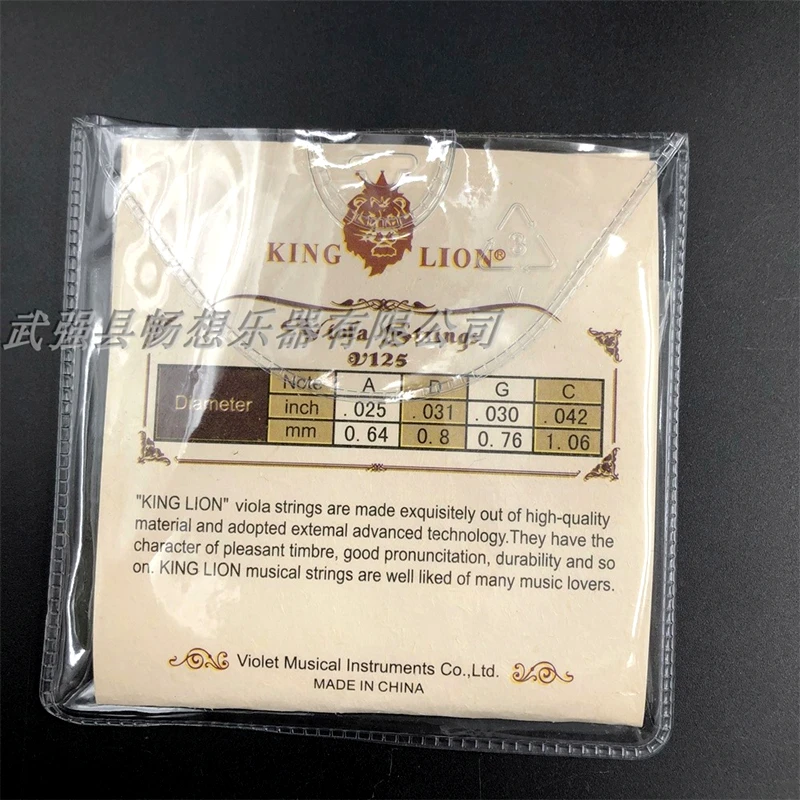 KING LION®
武强县畅想乐器有限公司
Viola Strings
V125
Diameter Note A D G C
inch .025 .031 .030 .042
mm 0.64 0.8 0.76 1.06
"KING LION" viola strings are made exquisitely out of high-quality
material and adopted extemal advanced technology.They have the
character of pleasant timbre, good pronuncitation, durability and so
on. KING LION musical strings are well liked of many music lovers.
Violet Musical Instruments Co.,Ltd.
MADE IN CHINA